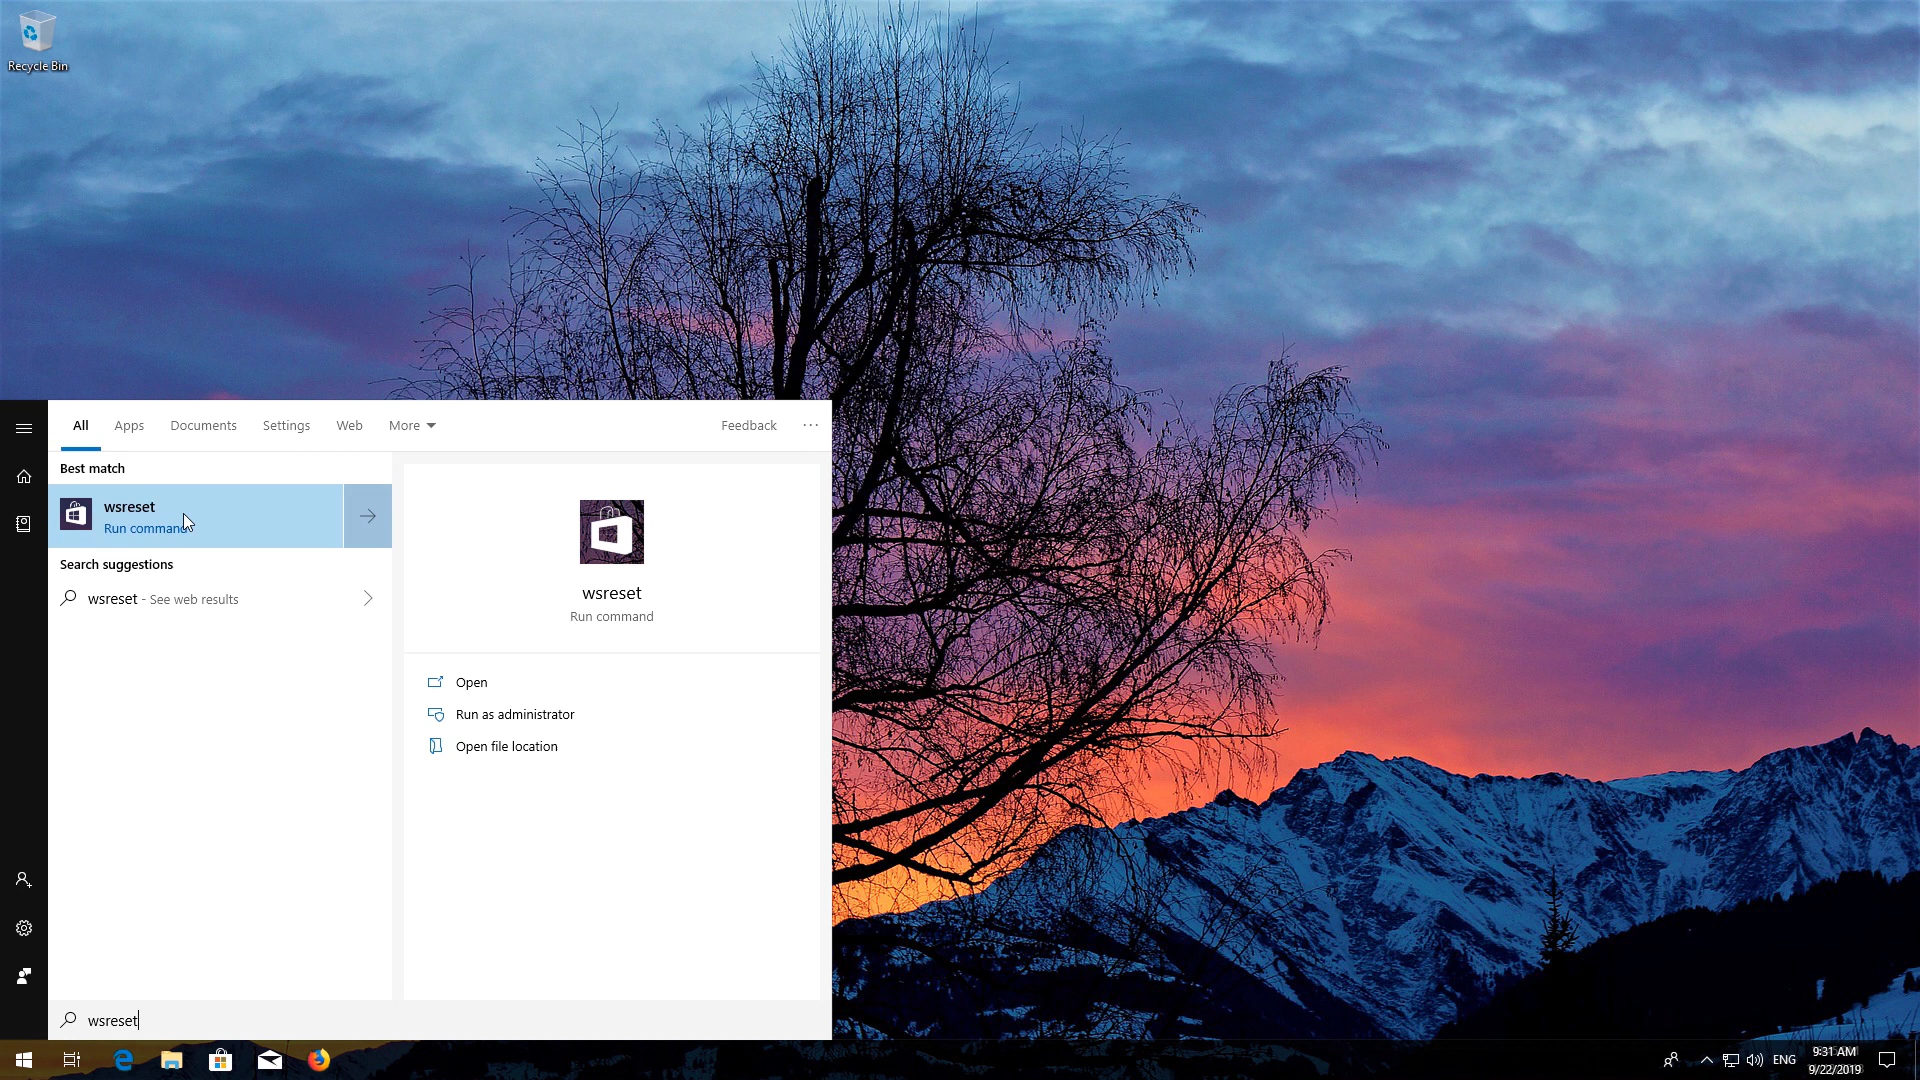 Recycle Bin
All Apps Documents Settings Web More Feedback
Best match
wsreset
Run command
Search suggestions
wsreset - See web results
wsreset
Run command
Open
Run as administrator
Open file location
wsreset
ENG
9:31 AM
9/22/2019